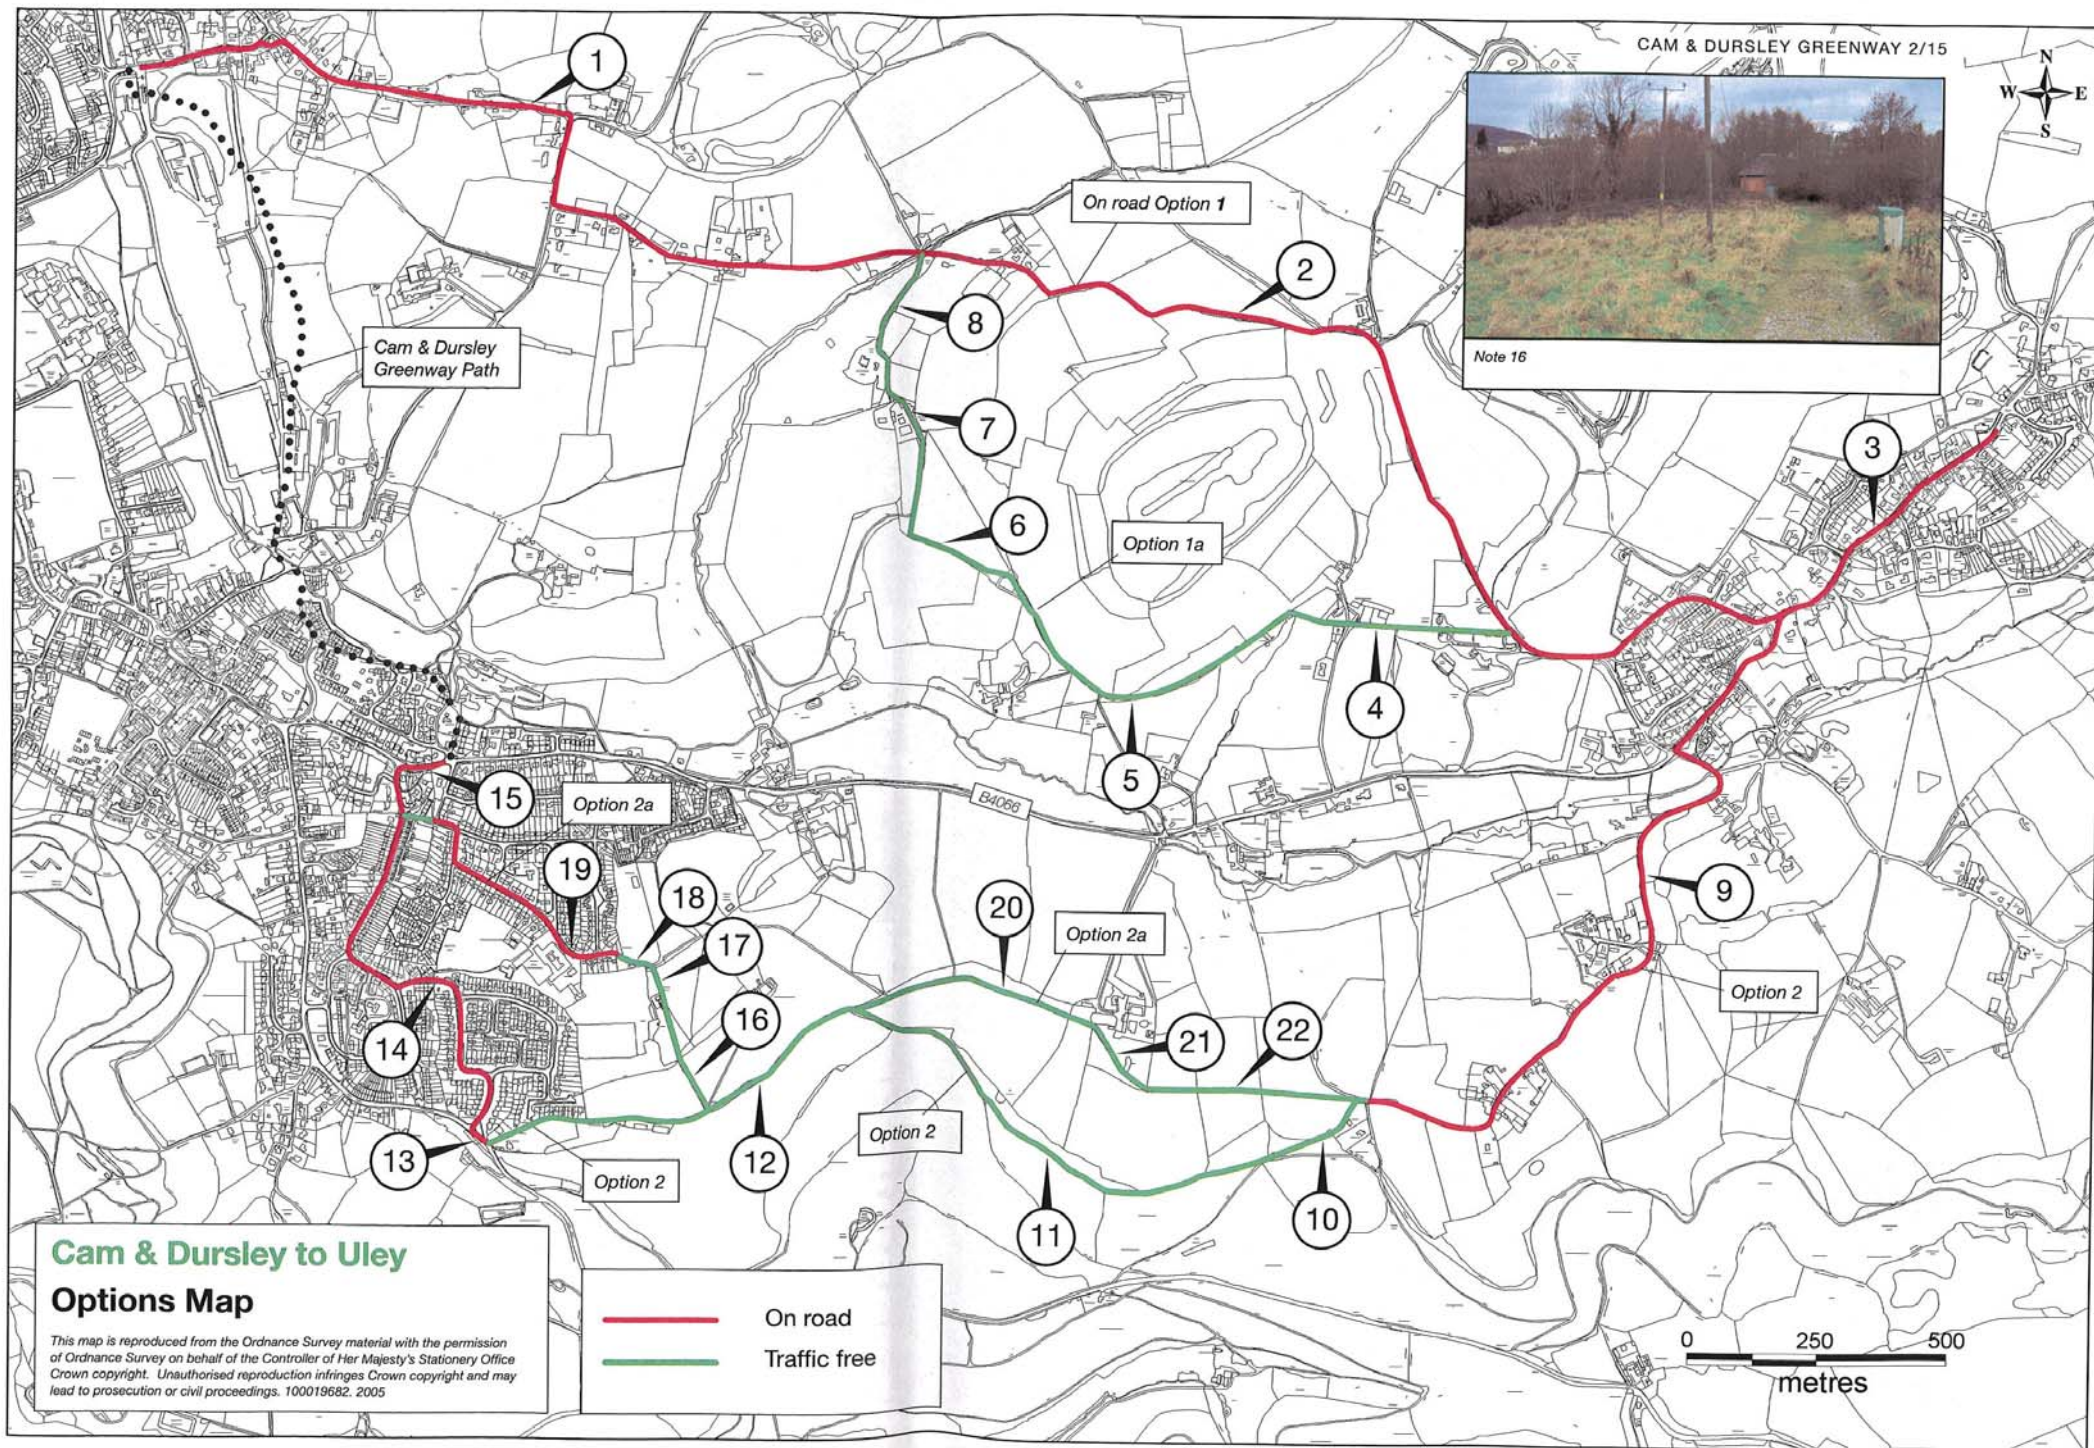 CAM & DURSLEY GREENWAY 2/15
N
W
E
S
1
On road Option 1
2
8
Cam & Dursley
Greenway Path
Note 16
7
3
6
Option 1a
4
5
15
Option 2a
B4066
19
18
20
9
17
Option 2a
Option 2
16
14
21
22
Option 2
13
12
Option 2
11
10
Cam & Dursley to Uley
Options Map
This map is reproduced from the Ordnance Survey material with the permission
of Ordnance Survey on behalf of the Controller of Her Majesty's Stationery Office
Crown copyright. Unauthorised reproduction infringes Crown copyright and may
lead to prosecution or civil proceedings. 100019682. 2005
On road
Traffic free
0 250 500
metres